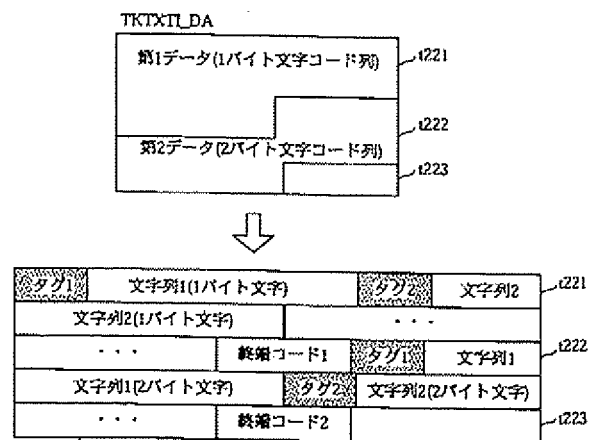 TKTXTI_DA
第1データ(1バイト文字コード列)
t221
t222
第2データ(2バイト文字コード列)
t223
タグ1 文字列1(1バイト文字) タグ2 文字列2 t221
文字列2(1バイト文字) ・・・
・・・ 終端コード1 タグ1 文字列1 t222
文字列1(2バイト文字) タグ2 文字列2(2バイト文字)
・・・ 終端コード2 t223